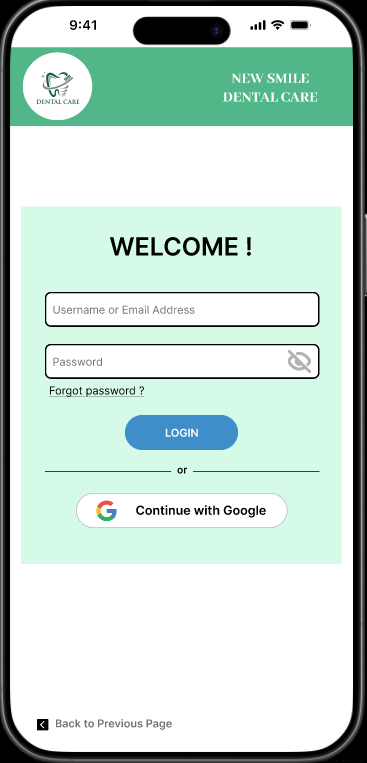 9:41
DENTAL CARE
NEW SMILE
DENTAL CARE
WELCOME !
Username or Email Address
Password
Forgot password ?
LOGIN
or
Continue with Google
Back to Previous Page